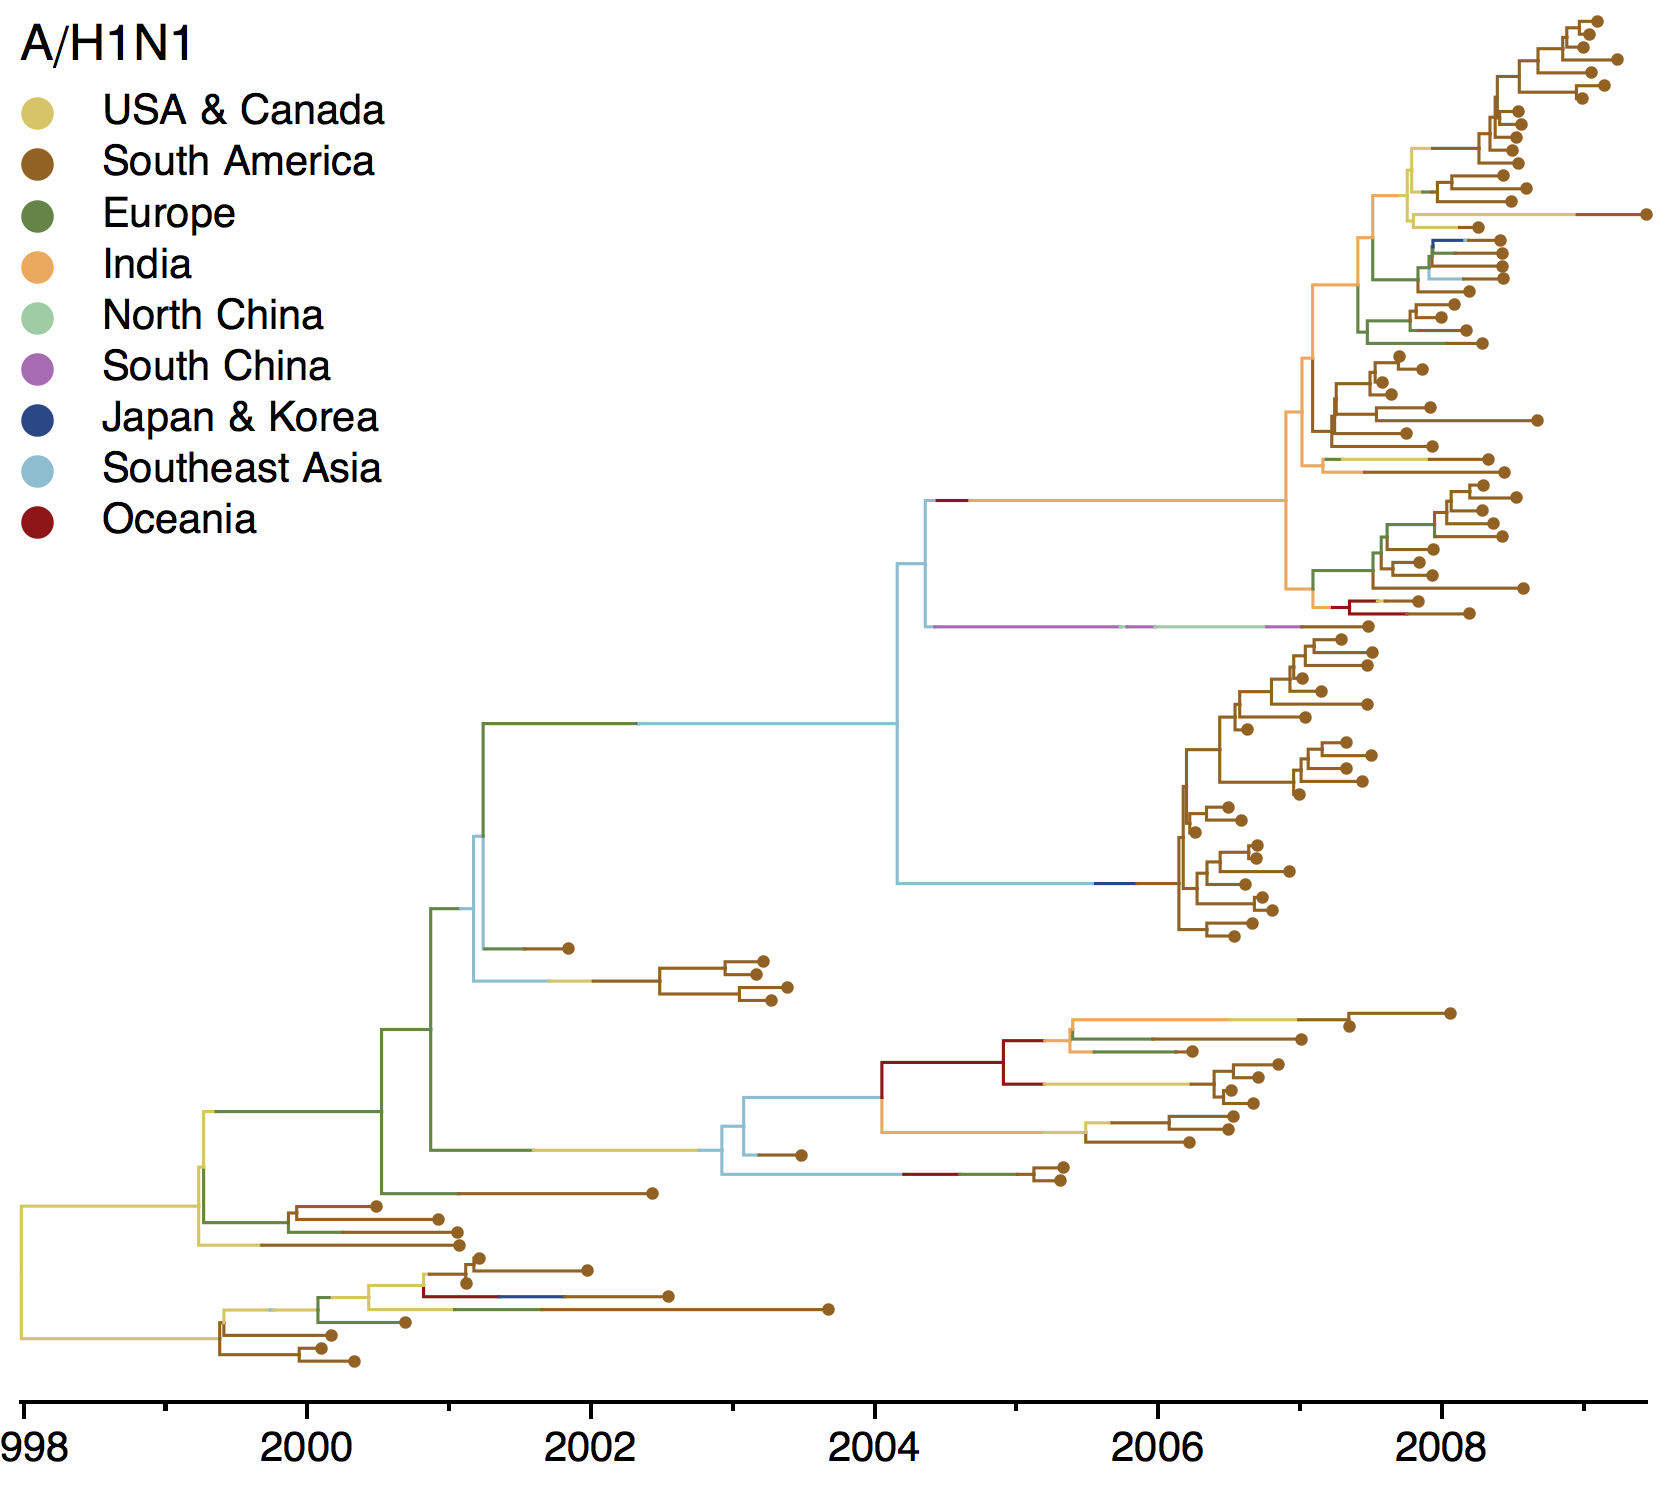 A/H1N1
USA & Canada
South America
Europe
India
North China
South China
Japan & Korea
Southeast Asia
Oceania
998 2000 2002 2004 2006 2008